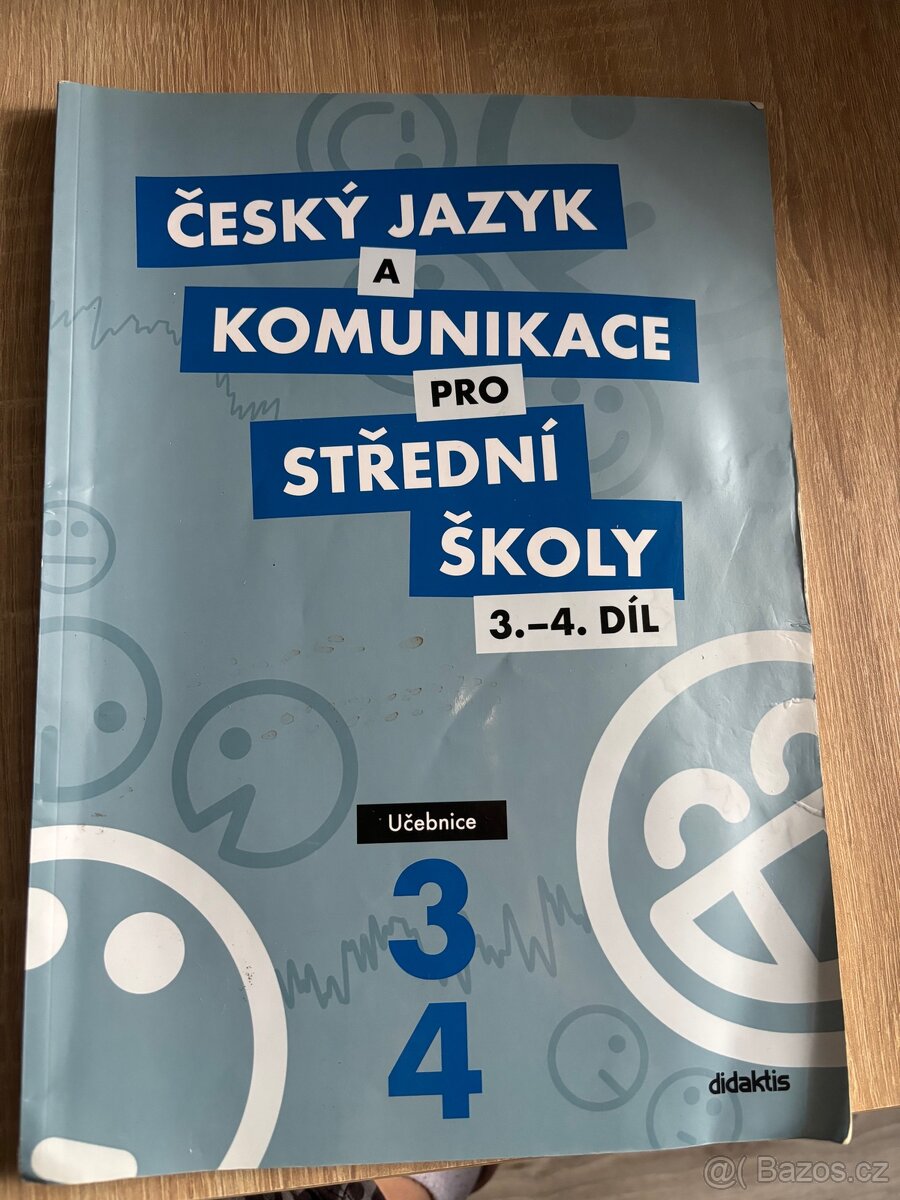 ČESKÝ JAZYK
A
KOMUNIKACE
PRO
STŘEDNÍ
ŠKOLY
3.–4. DÍL
Učebnice
3
4
didaktis
@( Bazos.cz